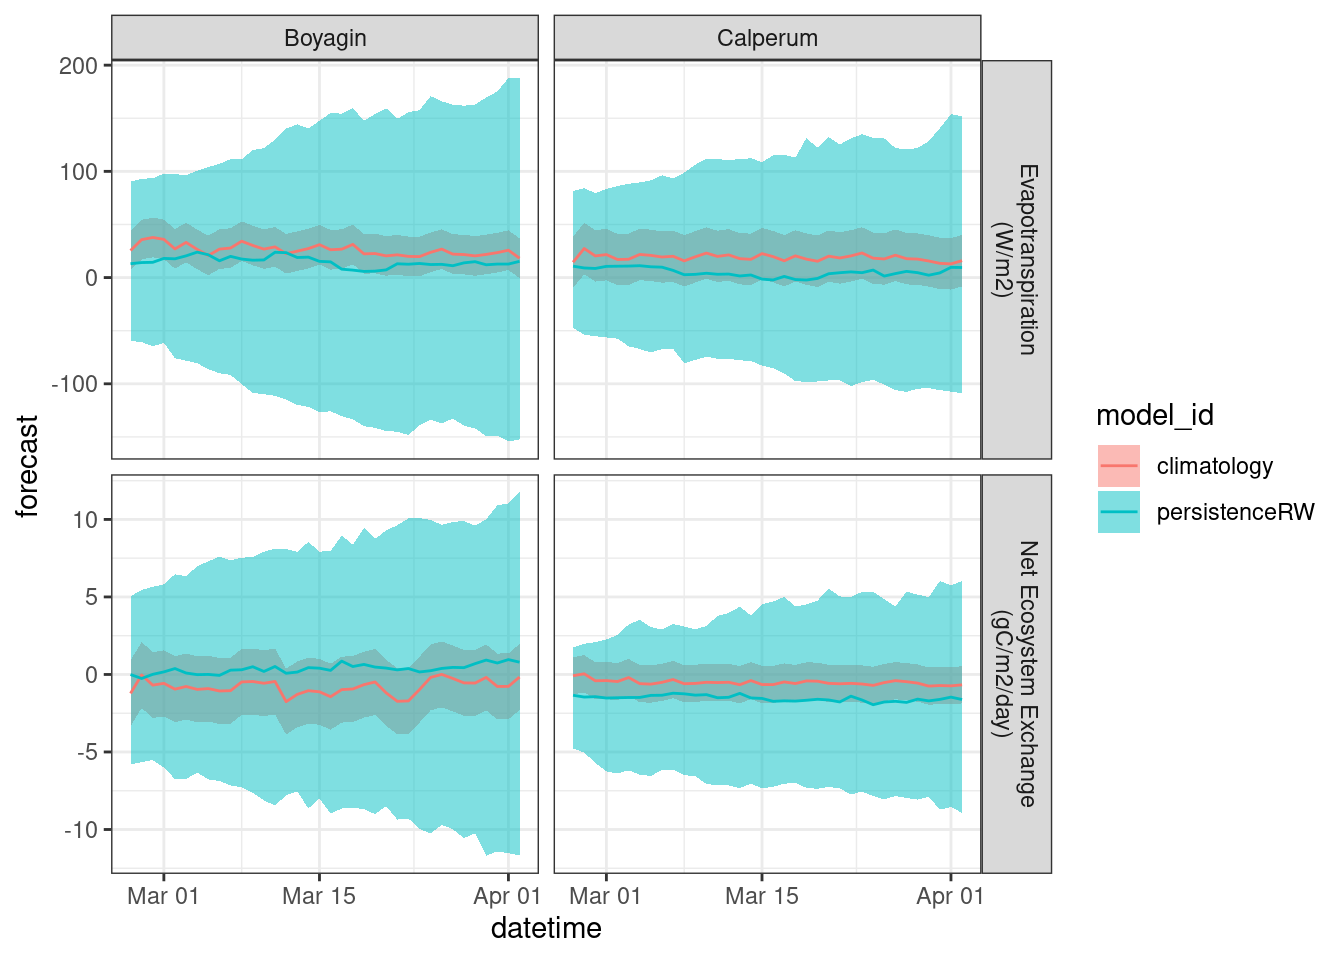 Boyagin
Calperum
200
100
0
-100
Evapotranspiration
(W/m2)
10
5
0
-5
-10
Net Ecosystem Exchange
(gC/m2/day)
forecast
Mar 01
Mar 15
Apr 01
Mar 01
Mar 15
Apr 01
datetime
model_id
climatology
persistenceRW